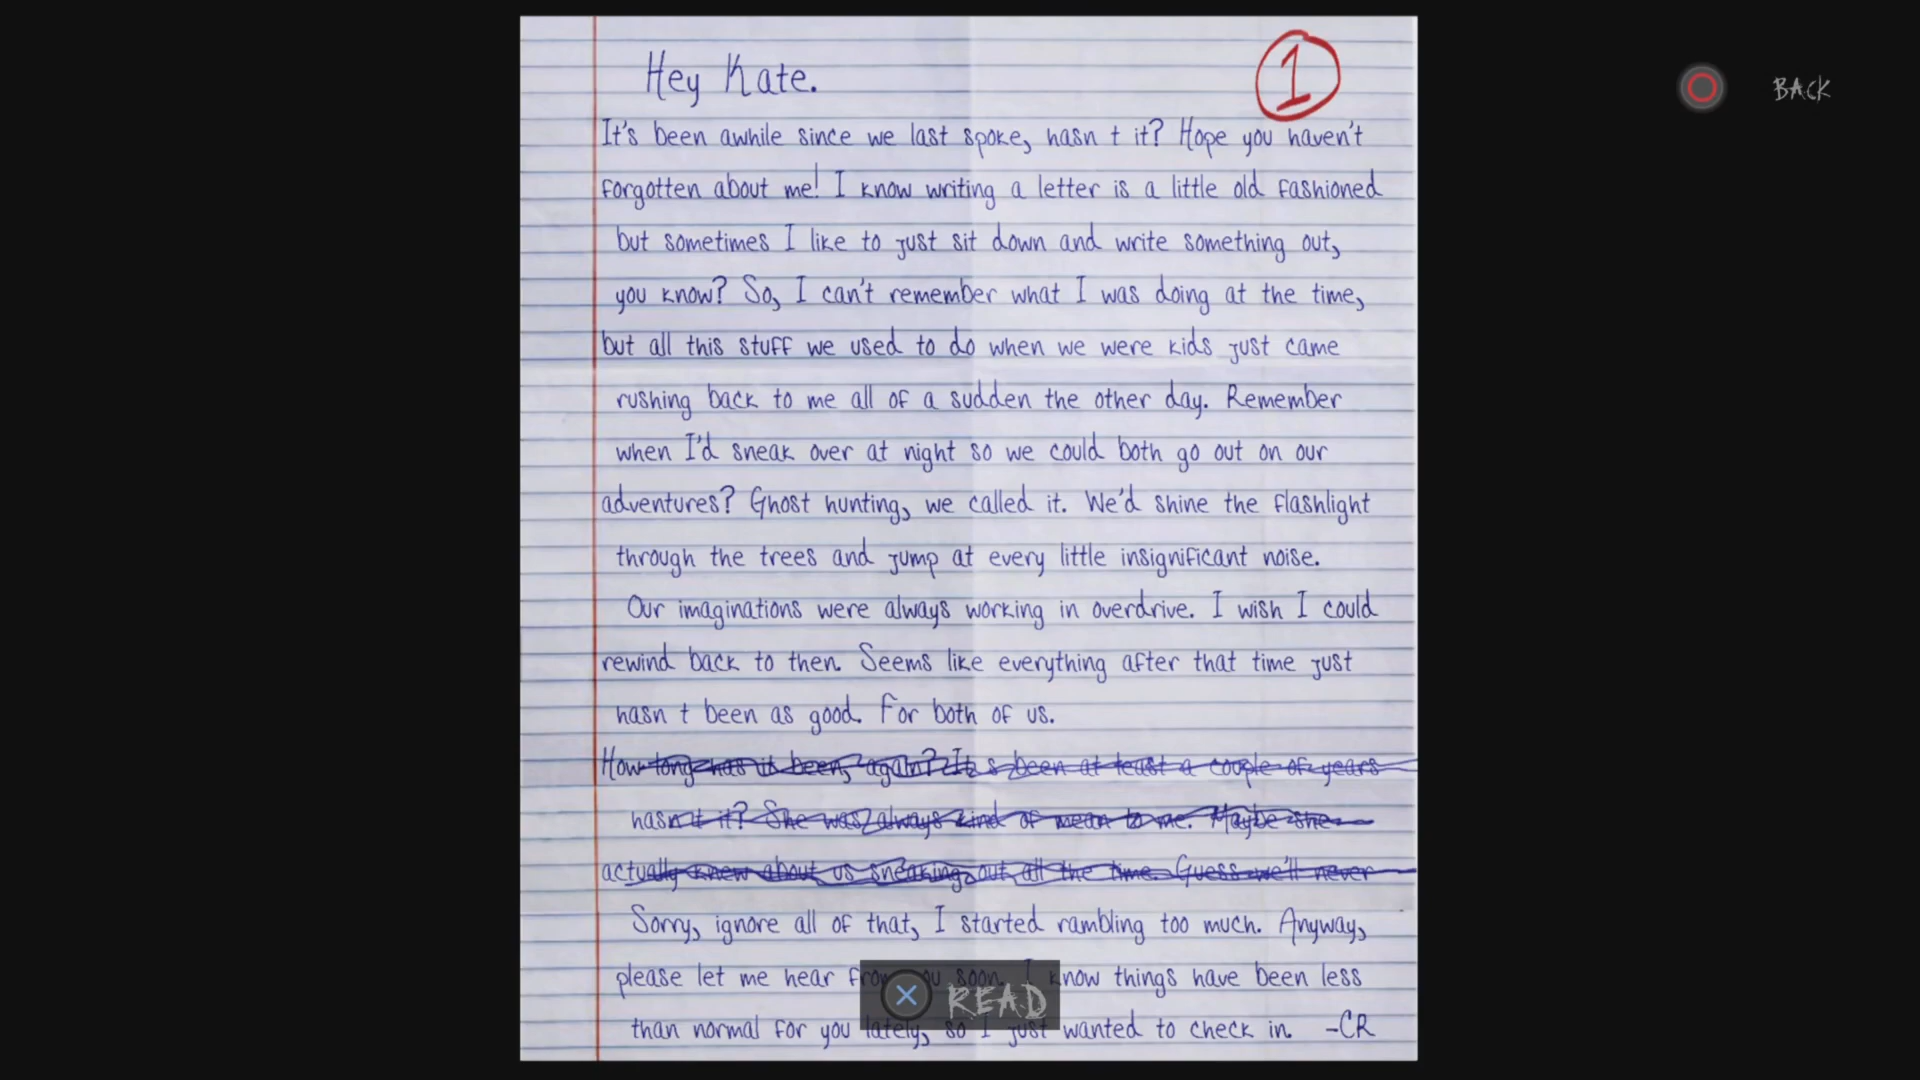 Hey Kate.
1
BACK
It's been awhile since we last spoke, hasn t it? Hope you haven't
forgotten about me! I know writing a letter is a little old fashioned
but sometimes I like to just sit down and write something out,
you know? So, I can't remember what I was doing at the time,
but all this stuff we used to do when we were kids just came
rushing back to me all of a sudden the other day. Remember
when I'd sneak over at night so we could both go out on our
adventures? Ghost hunting, we called it. We'd shine the flashlight
through the trees and jump at every little insignificant noise.
Our imaginations were always working in overdrive. I wish I could
rewind back to then. Seems like everything after that time just
hasn t been as good. For both of us.
How long has it been, again? It s been at least a couple of years
hasn t it? She was always kind of mean to me. Maybe she
actually knew about us sneaking out all the time. Guess we'll never
Sorry, ignore all of that, I started rambling too much. Anyway,
please let me hear from you soon. I know things have been less
than normal for you lately, so I just wanted to check in. -CR
READ